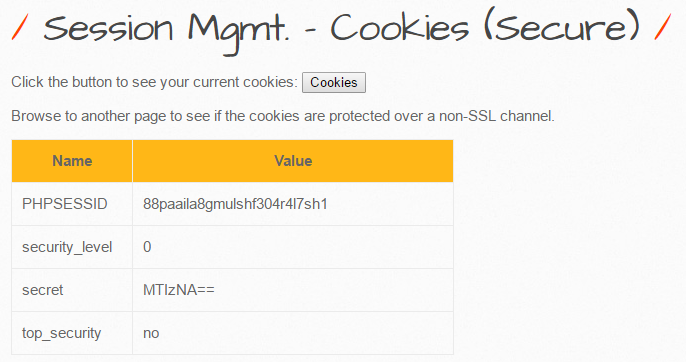 / Session Mgmt. - Cookies (Secure) /
Click the button to see your current cookies: Cookies
Browse to another page to see if the cookies are protected over a non-SSL channel.
Name Value
PHPSESSID 88paaila8gmulshf304r4l7sh1
security_level 0
secret MTIzNA==
top_security no